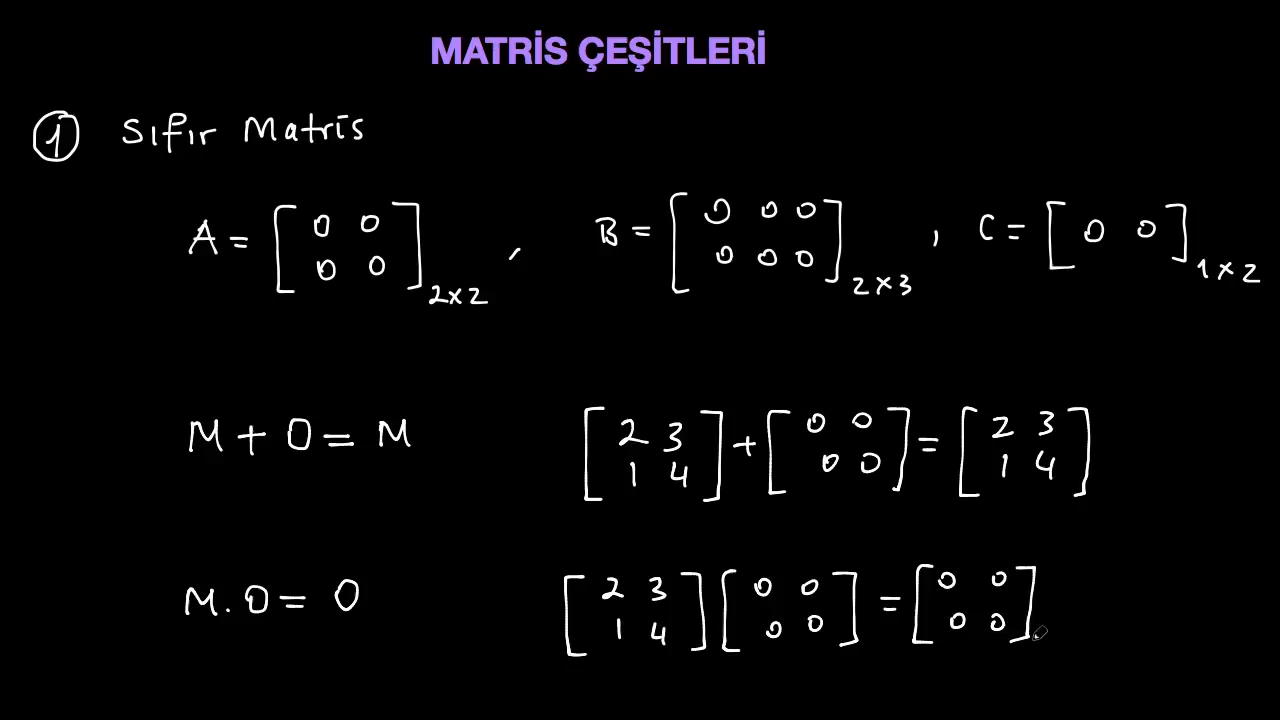 MATRİS ÇEŞİTLERİ
① Sıfır Matris
A = [0 0; 0 0] 2x2 , B = [0 0 0; 0 0 0] 2x3 , C = [0 0] 1x2
M + 0 = M [2 3; 1 4] + [0 0; 0 0] = [2 3; 1 4]
M . 0 = 0 [2 3; 1 4] [0 0; 0 0] = [0 0; 0 0]